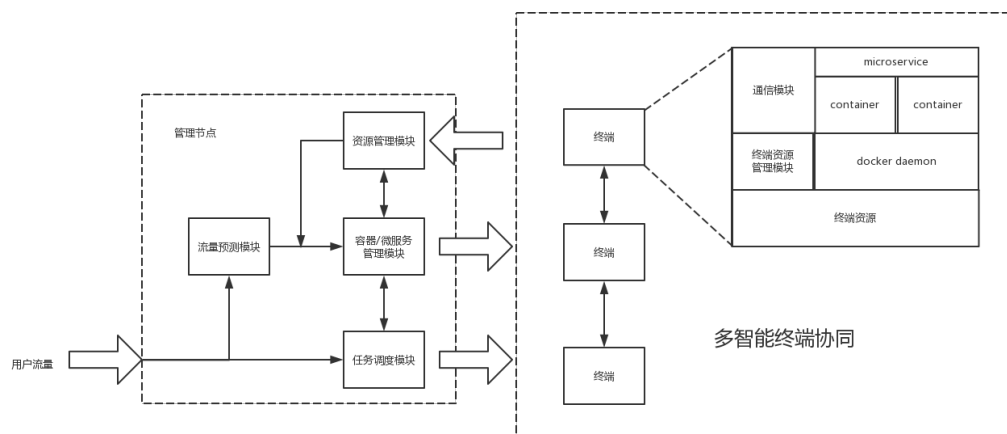 管理节点
资源管理模块
流量预测模块
容器/微服务
管理模块
任务调度模块
用户流量
终端
终端
终端
通信模块
microservice
container
container
终端资源
管理模块
docker daemon
终端资源
多智能终端协同